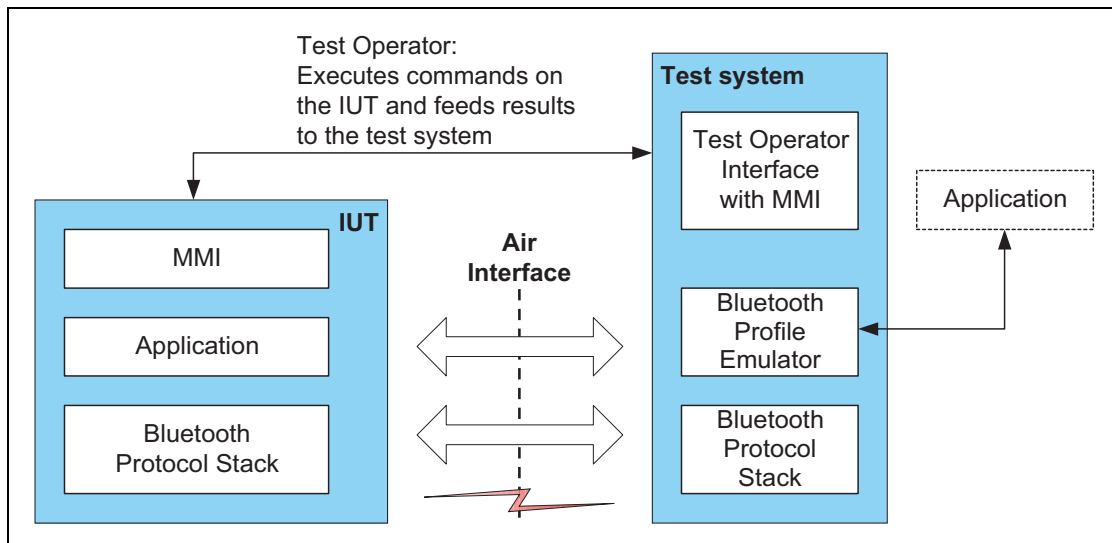 Test Operator:
Executes commands on
the IUT and feeds results
to the test system
Test system
Test Operator
Interface
with MMI
Application
IUT
MMI
Air
Interface
Application
Bluetooth
Profile
Emulator
Bluetooth
Protocol Stack
Bluetooth
Protocol
Stack